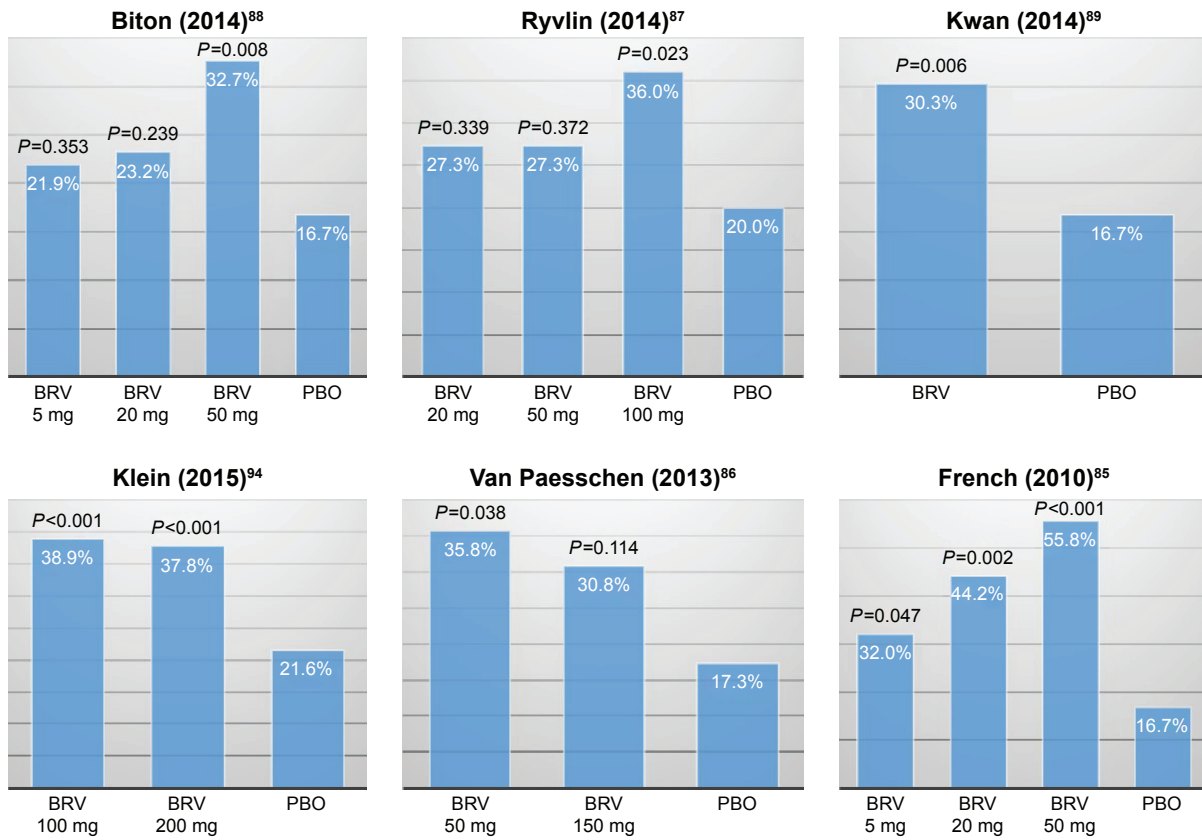 Biton (2014)88
P=0.353
P=0.239
P=0.008
21.9%
23.2%
32.7%
16.7%
BRV
5 mg
BRV
20 mg
BRV
50 mg
PBO
Ryvlin (2014)87
P=0.339
P=0.372
P=0.023
27.3%
27.3%
36.0%
20.0%
BRV
20 mg
BRV
50 mg
BRV
100 mg
PBO
Kwan (2014)89
P=0.006
30.3%
16.7%
BRV
PBO
Klein (2015)94
P<0.001
P<0.001
38.9%
37.8%
21.6%
BRV
100 mg
BRV
200 mg
PBO
Van Paesschen (2013)86
P=0.038
P=0.114
35.8%
30.8%
17.3%
BRV
50 mg
BRV
150 mg
PBO
French (2010)85
P=0.047
P=0.002
P<0.001
32.0%
44.2%
55.8%
16.7%
BRV
5 mg
BRV
20 mg
BRV
50 mg
PBO